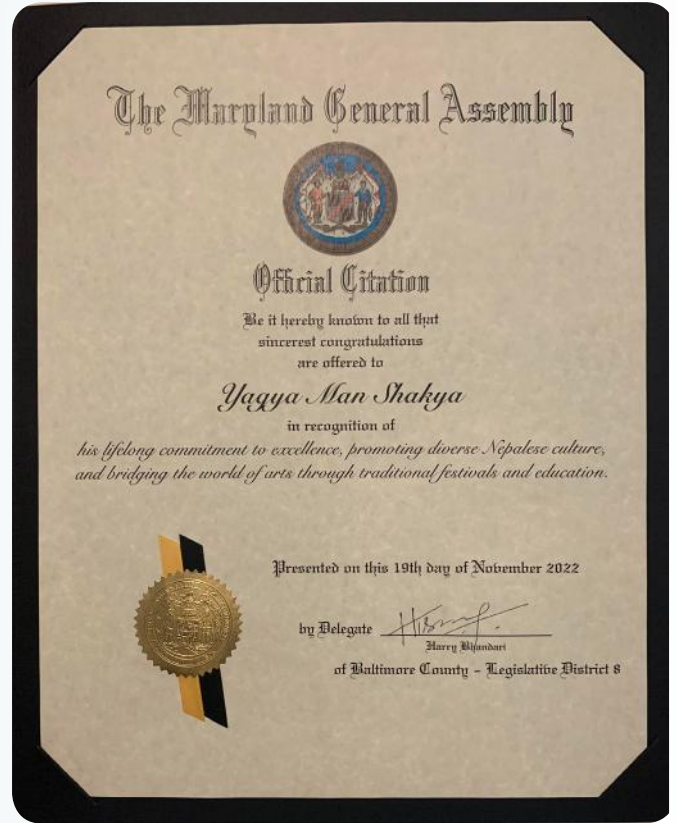 The Maryland General Assembly
Official Citation
Be it hereby known to all that
sincerest congratulations
are offered to
Yagya Man Shakya
in recognition of
his lifelong commitment to excellence, promoting diverse Nepalese culture,
and bridging the world of arts through traditional festivals and education.
Presented on this 19th day of November 2022
by Delegate
Harry Bhandari
of Baltimore County - Legislative District 8